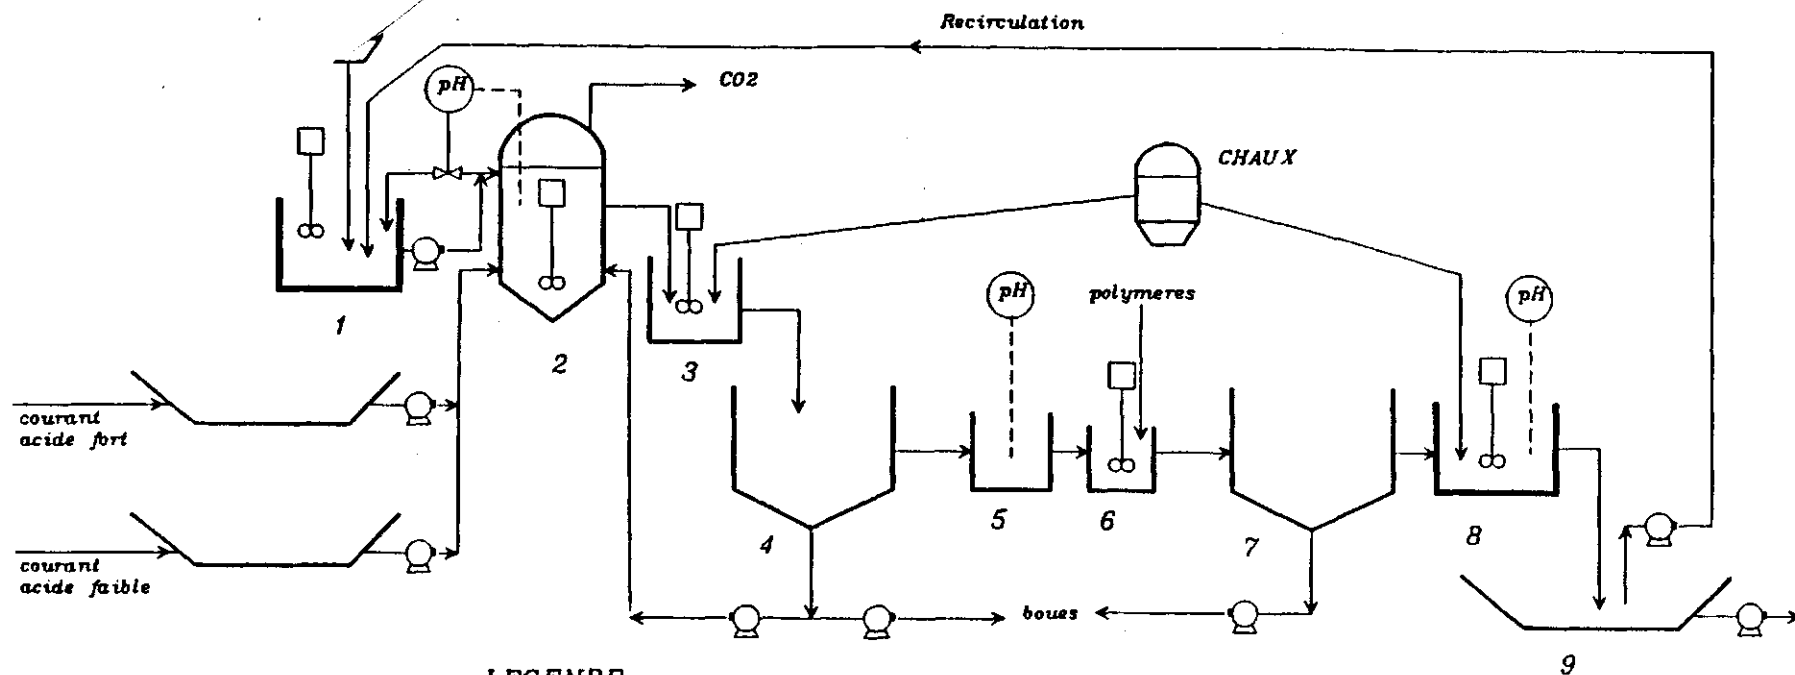 Recirculation
pH
CO2
CHAUX
1
2
3
pH
polymeres
pH
courant
acide fort
courant
acide faible
4
5
6
7
8
boues
9
LEGENDE